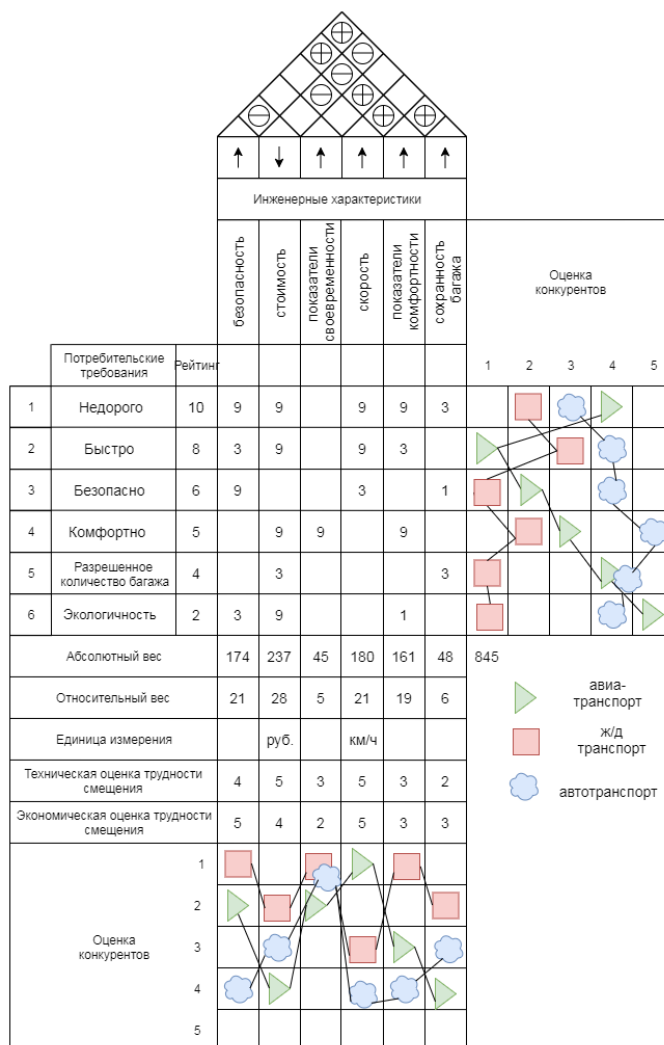 Инженерные характеристики
безопасность
стоимость
показатели
своевременности
скорость
показатели
комфортности
сохранность
багажа
Оценка
конкурентов
Потребительские
требования
Рейтинг
1 2 3 4 5
1 Недорого 10 9 9 9 9 3
2 Быстро 8 3 9 9 3
3 Безопасно 6 9 3 1
4 Комфортно 5 9 9 9
5 Разрешенное
количество багажа 4 3 3
6 Экологичность 2 3 9 1
Абсолютный вес 174 237 45 180 161 48 845
Относительный вес 21 28 5 21 19 6
Единица измерения руб. км/ч
Техническая оценка трудности
смещения 4 5 3 5 3 2
Экономическая оценка трудности
смещения 5 4 2 5 3 3
авиа-
транспорт
ж/д
транспорт
автотранспорт
Оценка
конкурентов
1
2
3
4
5